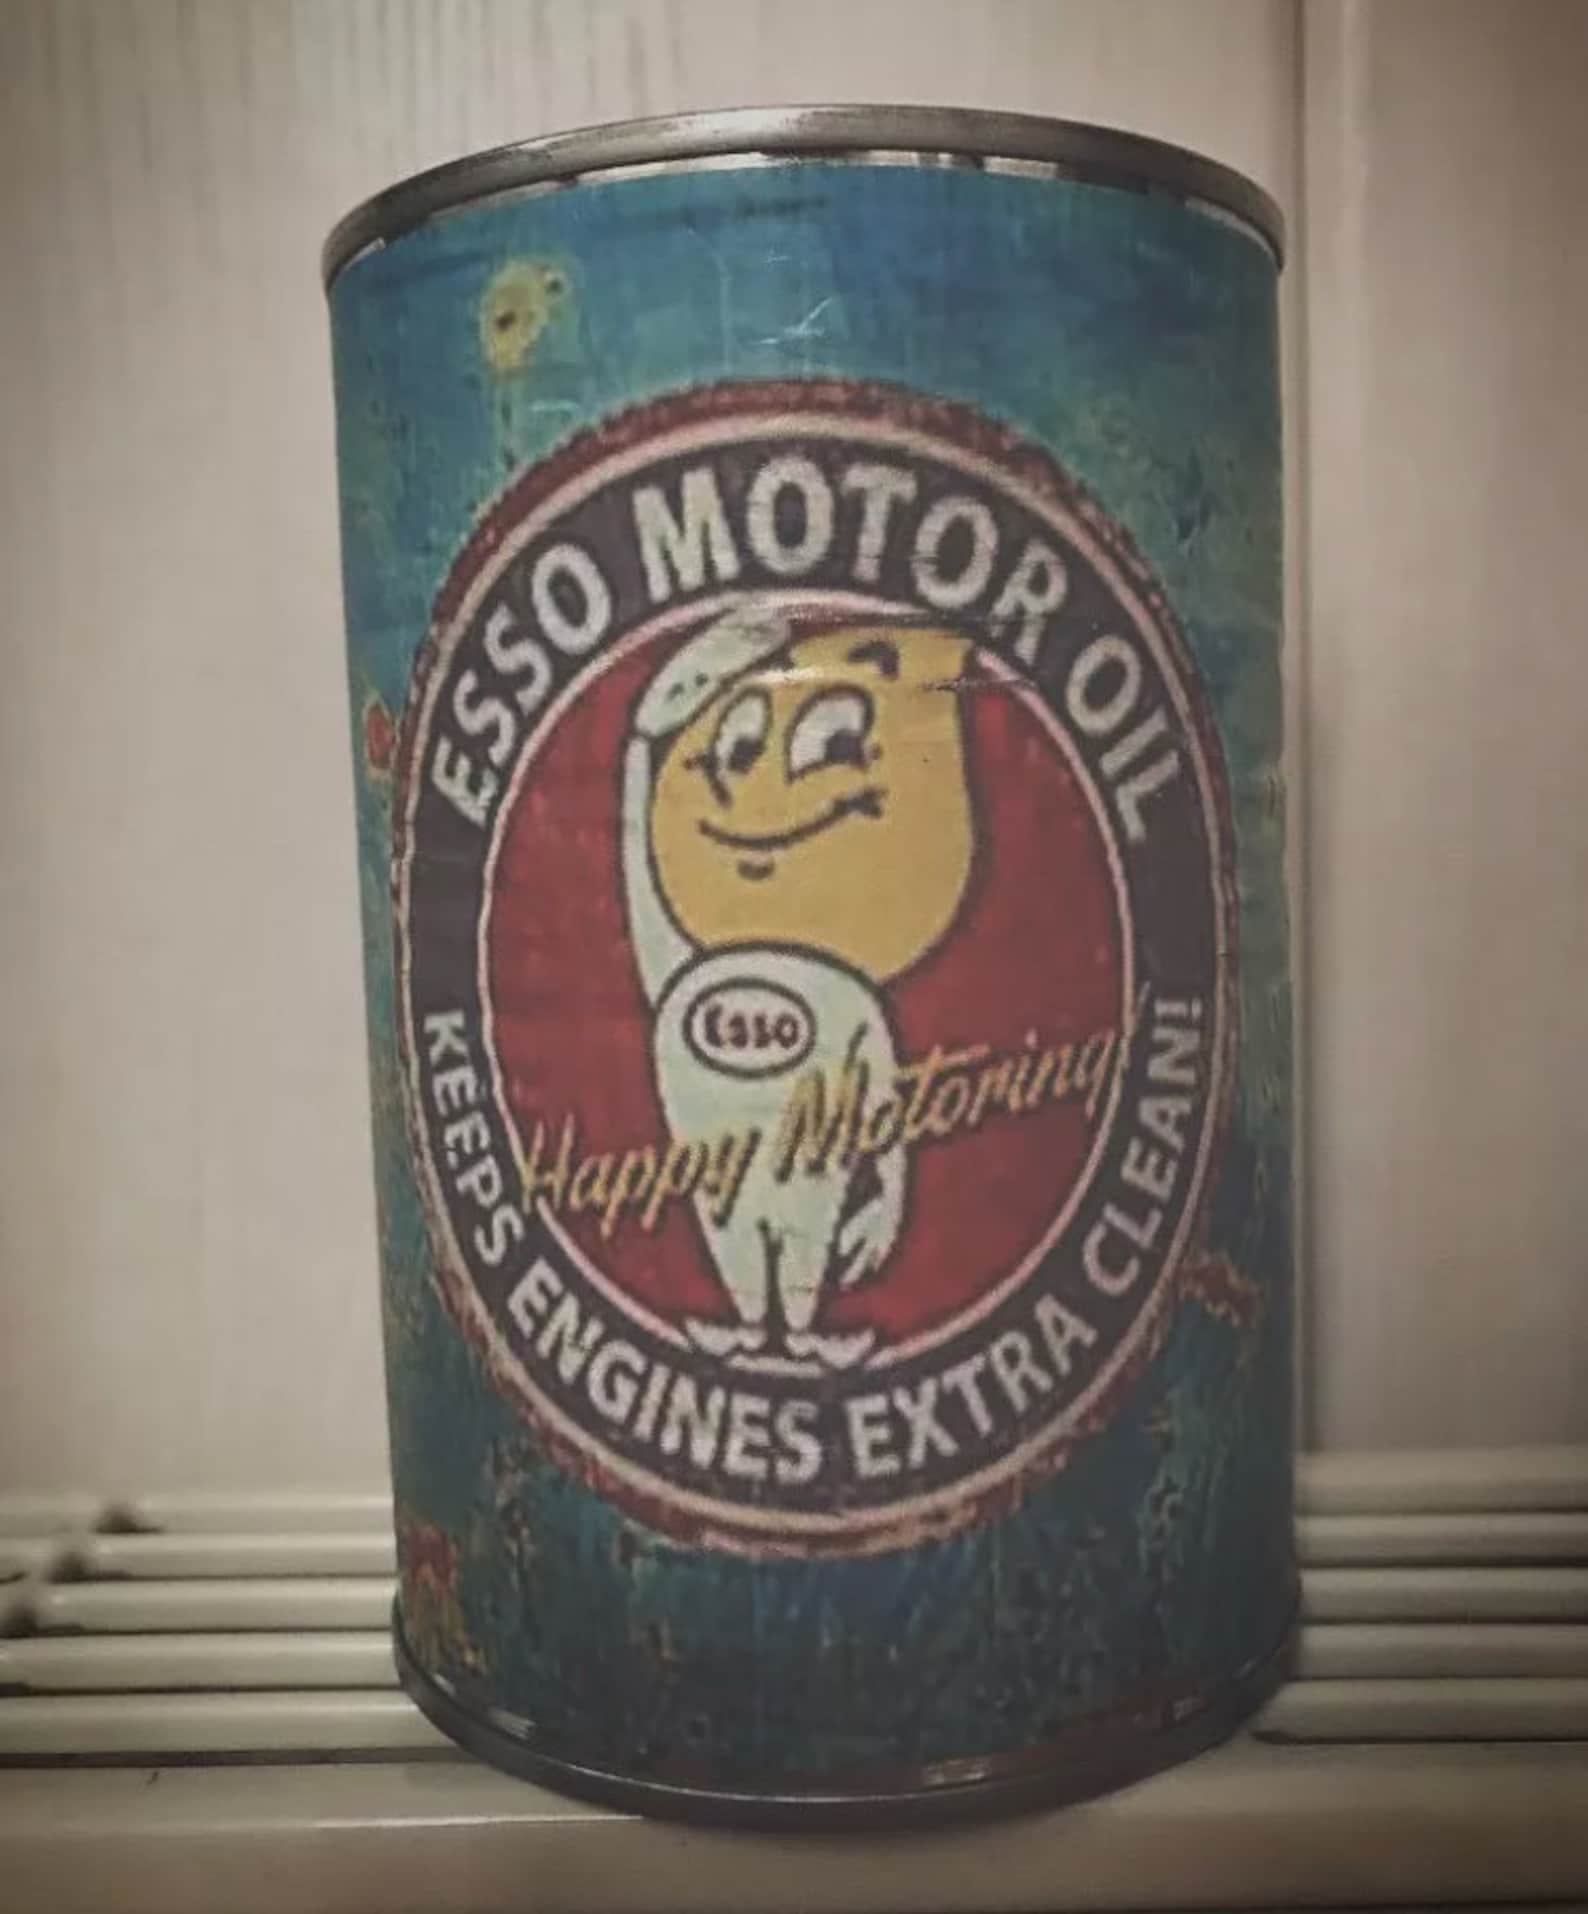 ESSO MOTOR OIL
Esso
Happy Motoring
KEEPS ENGINES EXTRA CLEAN!